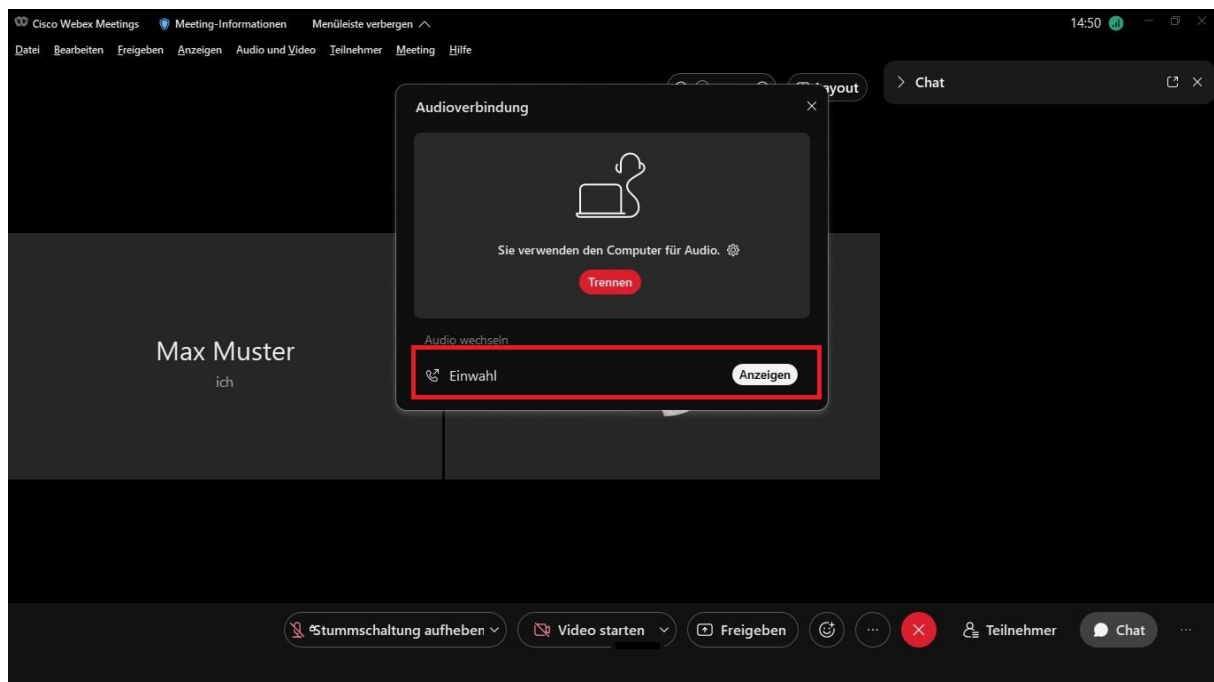 Cisco Webex Meetings Meeting-Informationen Menüleiste verbergen 14:50
Datei Bearbeiten Freigeben Anzeigen Audio und Video Teilnehmer Meeting Hilfe
Layout
Chat
Audioverbindung
Sie verwenden den Computer für Audio.
Trennen
Audio wechseln
Einwahl Anzeigen
Max Muster
ich
Stummschaltung aufheben Video starten Freigeben Teilnehmer Chat